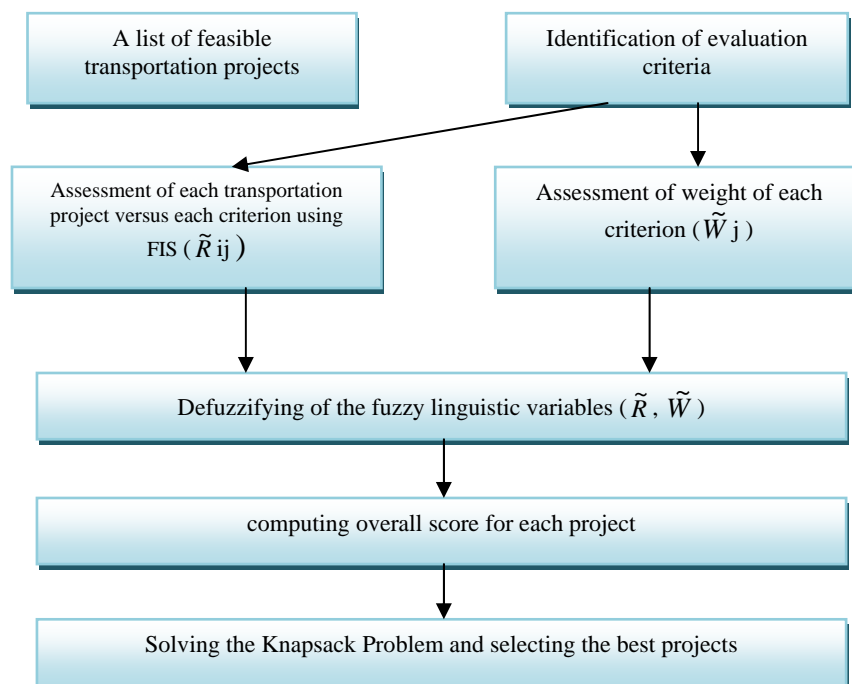 A list of feasible
transportation projects
Identification of evaluation
criteria
Assessment of each transportation
project versus each criterion using
FIS ( R̃ ij )
Assessment of weight of each
criterion ( W̃ j )
Defuzzifying of the fuzzy linguistic variables ( R̃ , W̃ )
computing overall score for each project
Solving the Knapsack Problem and selecting the best projects